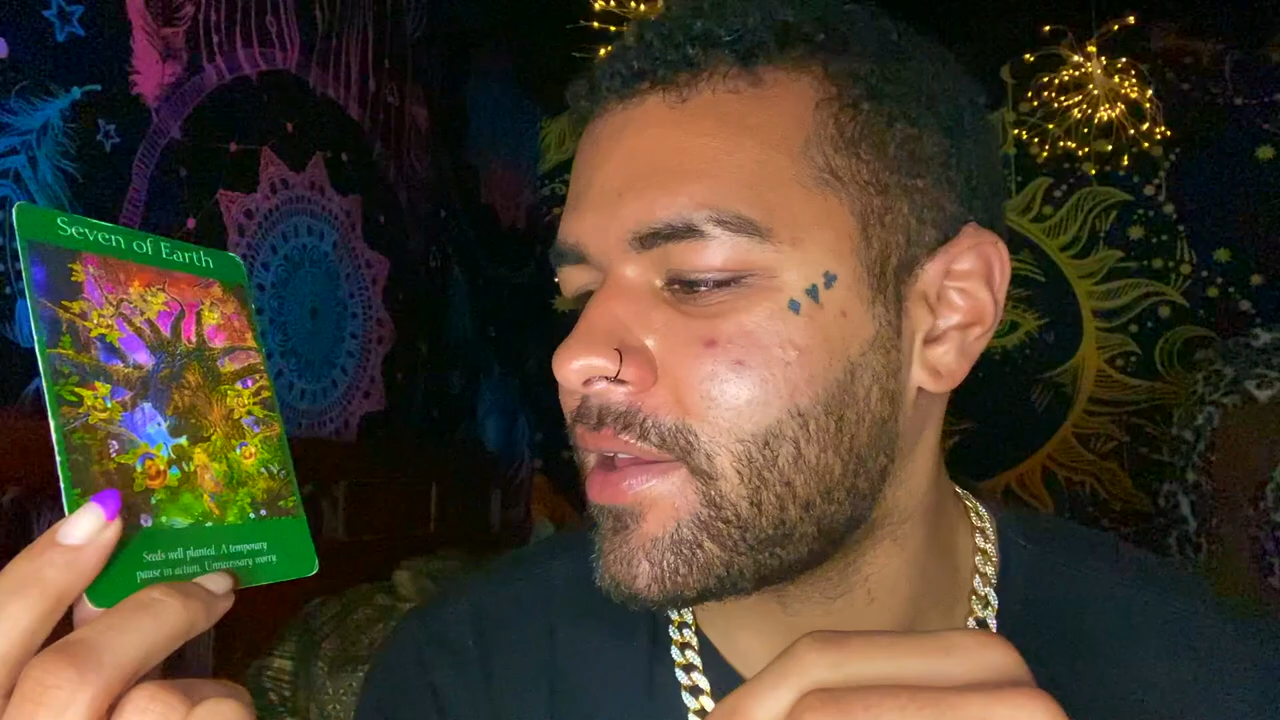 Seven of Earth
Seeds well planted. A temporary
pause in action. Unnecessary worry.